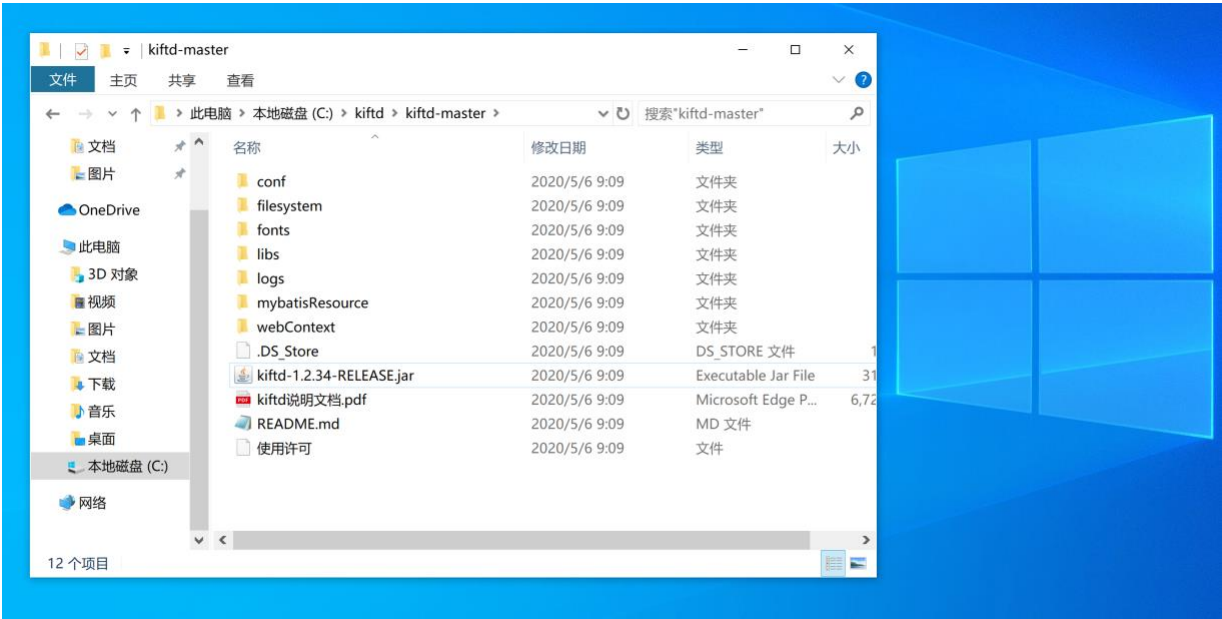 kiftd-master
文件 主页 共享 查看
此电脑 本地磁盘 (C:) kiftd kiftd-master 搜索"kiftd-master"
文档
图片
OneDrive
此电脑
3D 对象
视频
图片
文档
下载
音乐
桌面
本地磁盘 (C:)
网络
名称 修改日期 类型 大小
conf 2020/5/6 9:09 文件夹
filesystem 2020/5/6 9:09 文件夹
fonts 2020/5/6 9:09 文件夹
libs 2020/5/6 9:09 文件夹
logs 2020/5/6 9:09 文件夹
mybatisResource 2020/5/6 9:09 文件夹
webContext 2020/5/6 9:09 文件夹
.DS_Store 2020/5/6 9:09 DS_STORE 文件 1
kiftd-1.2.34-RELEASE.jar 2020/5/6 9:09 Executable Jar File 31
kiftd说明文档.pdf 2020/5/6 9:09 Microsoft Edge P... 6,72
README.md 2020/5/6 9:09 MD 文件
使用许可 2020/5/6 9:09 文件
12 个项目